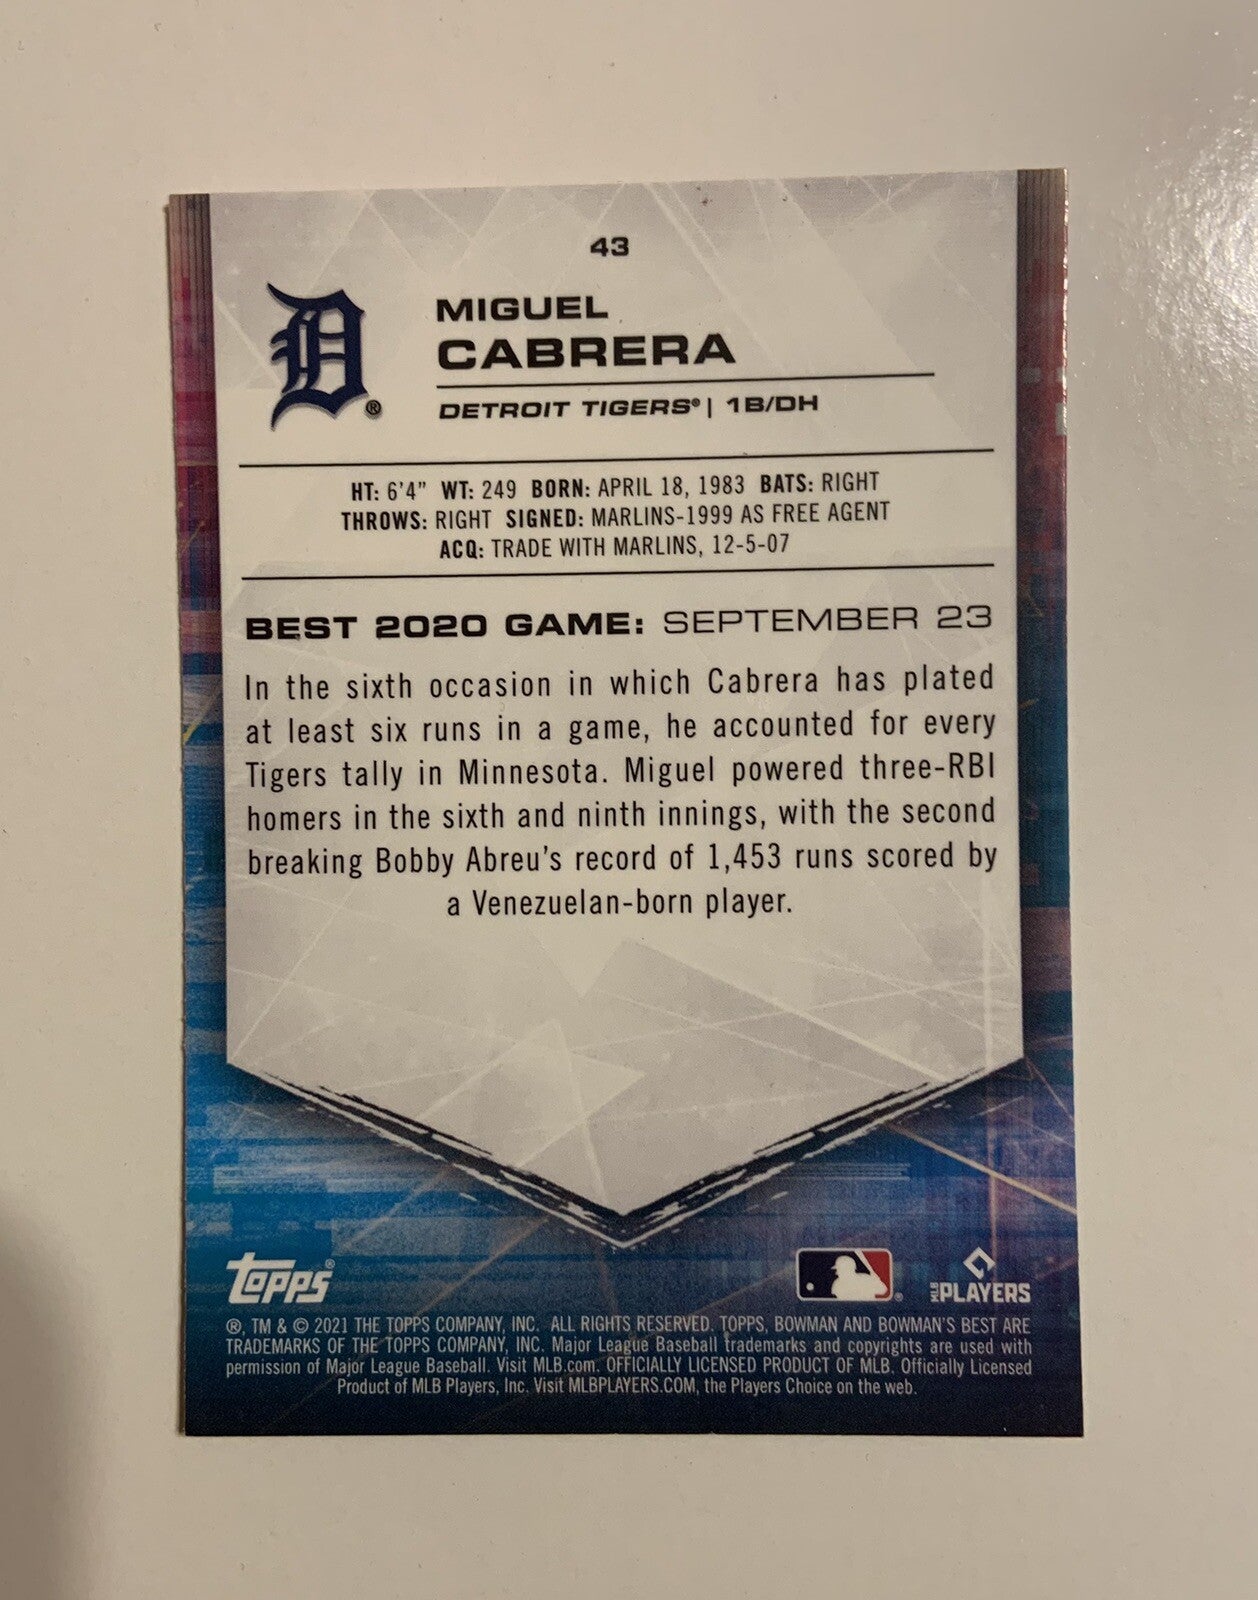 43
D®
MIGUEL
CABRERA
DETROIT TIGERS® | 1B/DH
HT: 6'4" WT: 249 BORN: APRIL 18, 1983 BATS: RIGHT
THROWS: RIGHT SIGNED: MARLINS-1999 AS FREE AGENT
ACQ: TRADE WITH MARLINS, 12-5-07
BEST 2020 GAME: SEPTEMBER 23
In the sixth occasion in which Cabrera has plated
at least six runs in a game, he accounted for every
Tigers tally in Minnesota. Miguel powered three-RBI
homers in the sixth and ninth innings, with the second
breaking Bobby Abreu's record of 1,453 runs scored by
a Venezuelan-born player.
topps®
®
MLB PLAYERS
®, TM & © 2021 THE TOPPS COMPANY, INC. ALL RIGHTS RESERVED. TOPPS, BOWMAN AND BOWMAN'S BEST ARE
TRADEMARKS OF THE TOPPS COMPANY, INC. Major League Baseball trademarks and copyrights are used with
permission of Major League Baseball. Visit MLB.com. OFFICIALLY LICENSED PRODUCT OF MLB. Officially Licensed
Product of MLB Players, Inc. Visit MLBPLAYERS.COM, the Players Choice on the web.